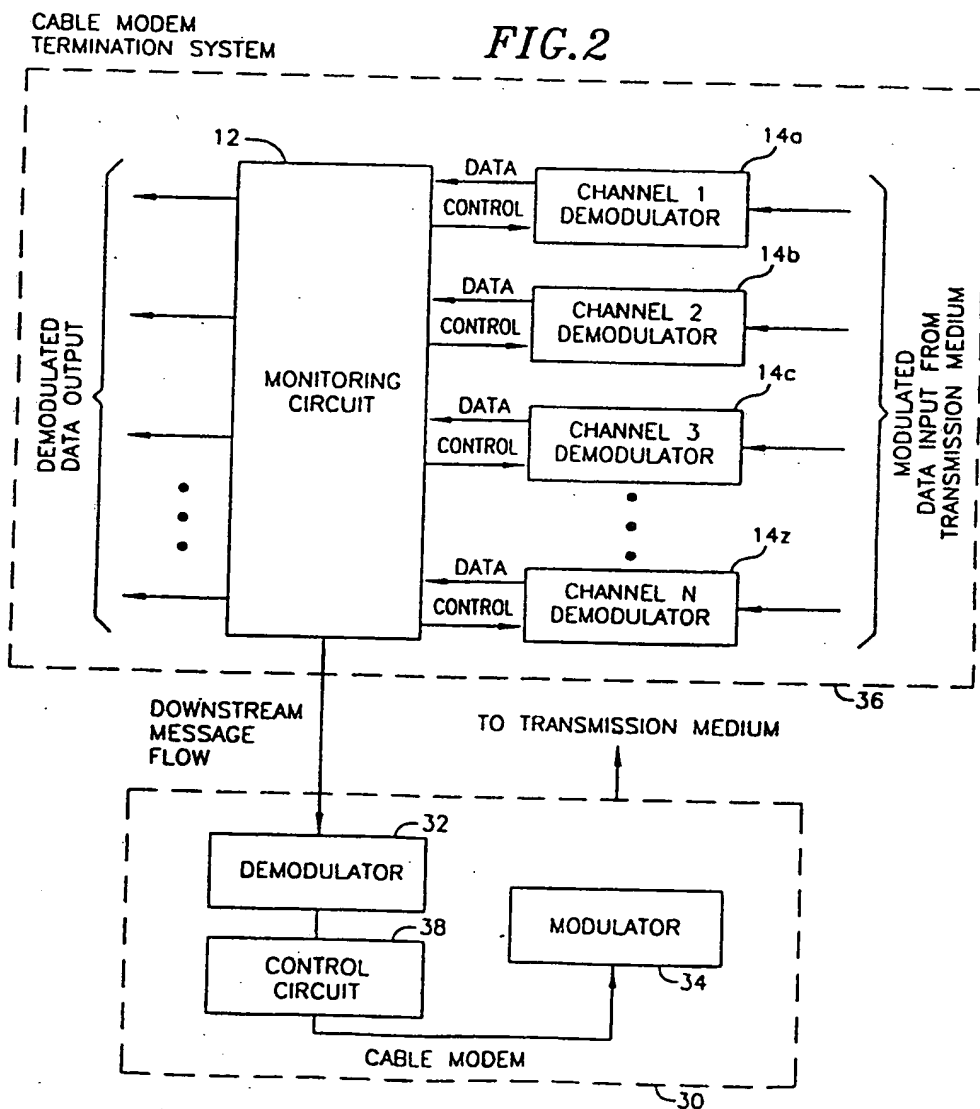 CABLE MODEM
TERMINATION SYSTEM
FIG.2
12
14a
DATA
CONTROL
CHANNEL 1
DEMODULATOR
14b
DATA
CONTROL
CHANNEL 2
DEMODULATOR
14c
DATA
CONTROL
CHANNEL 3
DEMODULATOR
14z
DATA
CONTROL
CHANNEL N
DEMODULATOR
MONITORING
CIRCUIT
DEMODULATED
DATA OUTPUT
MODULATED
DATA INPUT FROM
TRANSMISSION MEDIUM
36
DOWNSTREAM
MESSAGE
FLOW
TO TRANSMISSION MEDIUM
32
DEMODULATOR
38
CONTROL
CIRCUIT
MODULATOR
34
CABLE MODEM
30